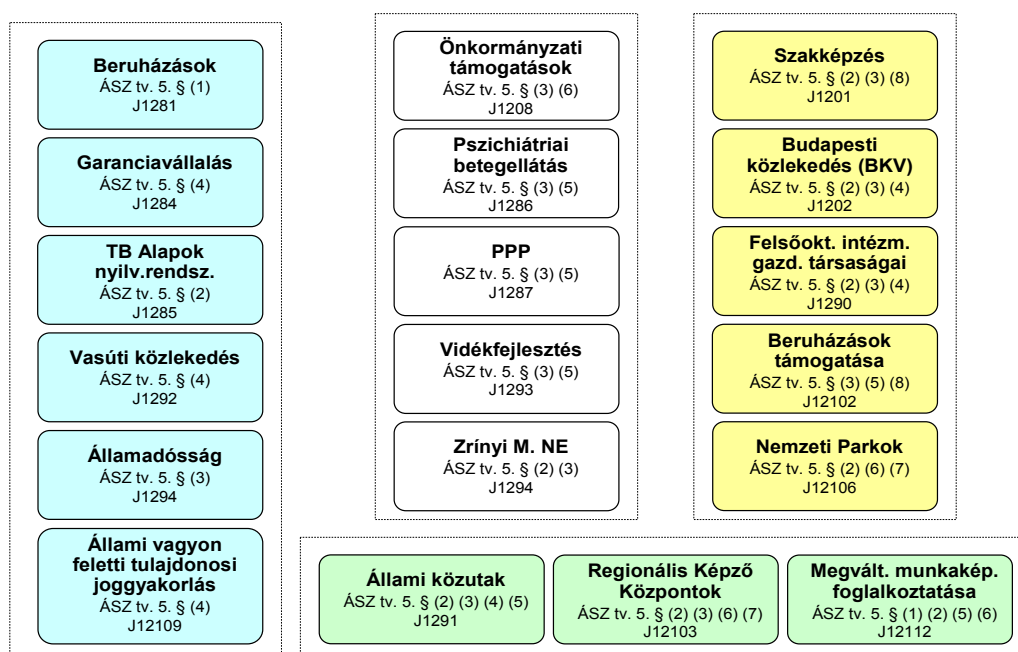 Beruházások
ÁSZ tv. 5. § (1)
J1281
Garanciavállalás
ÁSZ tv. 5. § (4)
J1284
TB Alapok
nyilv.rendsz.
ÁSZ tv. 5. § (2)
J1285
Vasúti közlekedés
ÁSZ tv. 5. § (4)
J1292
Államadósság
ÁSZ tv. 5. § (3)
J1294
Állami vagyon
feletti tulajdonosi
joggyakorlás
ÁSZ tv. 5. § (4)
J12109
Önkormányzati
támogatások
ÁSZ tv. 5. § (3) (6)
J1208
Pszichiátriai
betegellátás
ÁSZ tv. 5. § (3) (5)
J1286
PPP
ÁSZ tv. 5. § (3) (5)
J1287
Vidékfejlesztés
ÁSZ tv. 5. § (3) (5)
J1293
Zrínyi M. NE
ÁSZ tv. 5. § (2) (3)
J1294
Szakképzés
ÁSZ tv. 5. § (2) (3) (8)
J1201
Budapesti
közlekedés (BKV)
ÁSZ tv. 5. § (2) (3) (4)
J1202
Felsőokt. intézm.
gazd. társaságai
ÁSZ tv. 5. § (2) (3) (4)
J1290
Beruházások
támogatása
ÁSZ tv. 5. § (3) (5) (8)
J12102
Nemzeti Parkok
ÁSZ tv. 5. § (2) (6) (7)
J12106
Állami közutak
ÁSZ tv. 5. § (2) (3) (4) (5)
J1291
Regionális Képző
Központok
ÁSZ tv. 5. § (2) (3) (6) (7)
J12103
Megvált. munkakép.
foglalkoztatása
ÁSZ tv. 5. § (1) (2) (5) (6)
J12112